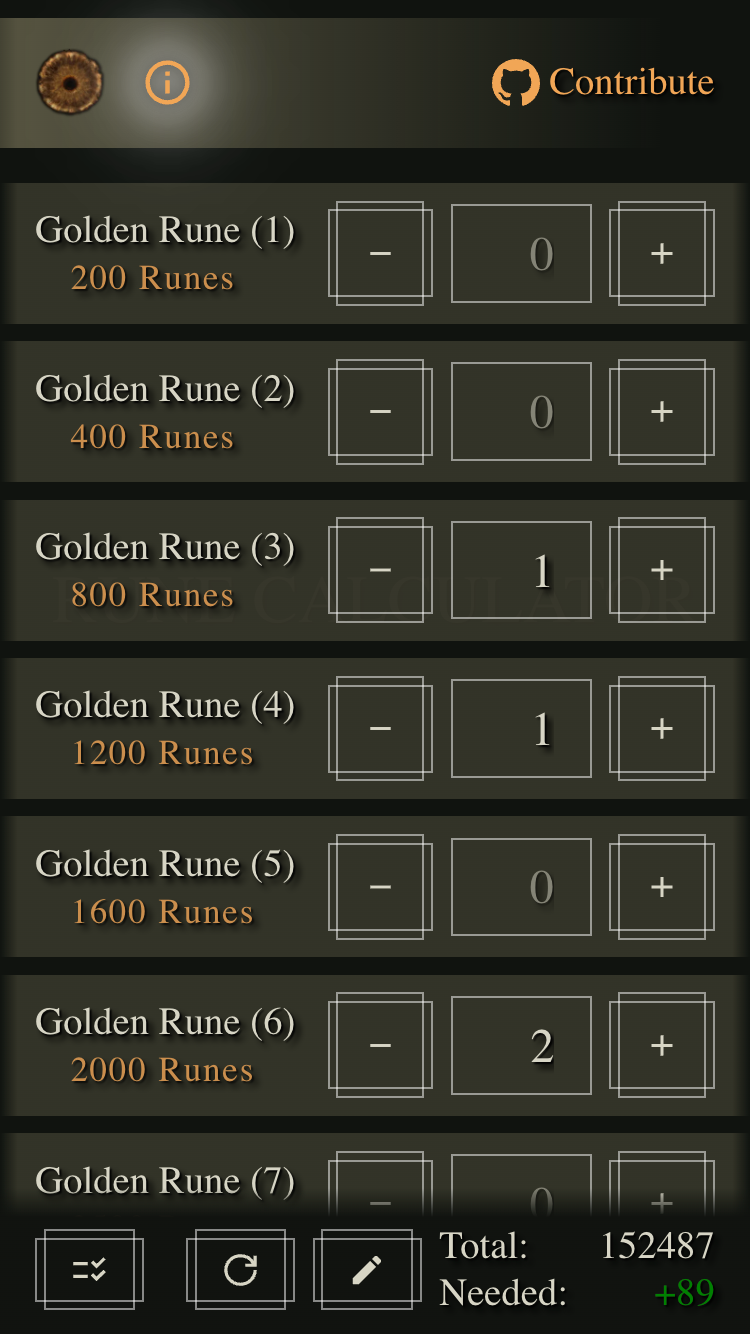 Contribute
Golden Rune (1)
200 Runes
− 0 +
Golden Rune (2)
400 Runes
− 0 +
RUNE CALCULATOR
Golden Rune (3)
800 Runes
− 1 +
Golden Rune (4)
1200 Runes
− 1 +
Golden Rune (5)
1600 Runes
− 0 +
Golden Rune (6)
2000 Runes
− 2 +
Golden Rune (7)
− 0 +
Total: 152487
Needed: +89